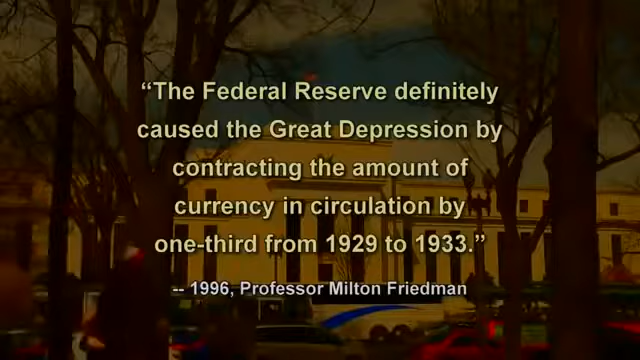 “The Federal Reserve definitely
caused the Great Depression by
contracting the amount of
currency in circulation by
one-third from 1929 to 1933.”
-- 1996, Professor Milton Friedman